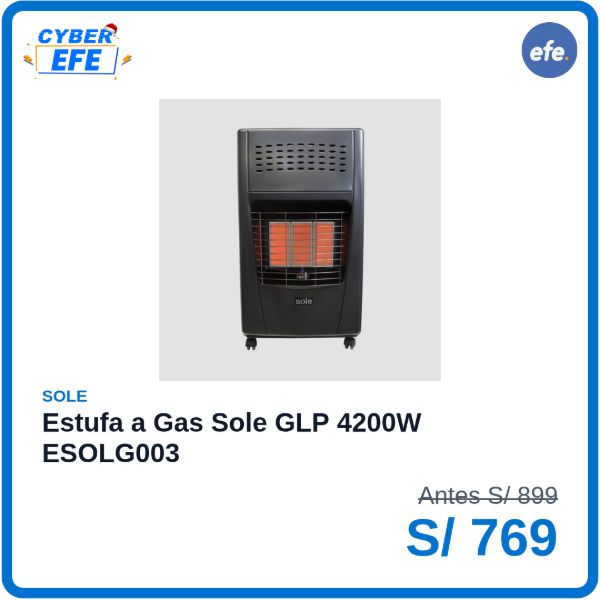 CYBER
EFE
efe.
sole
SOLE
Estufa a Gas Sole GLP 4200W
ESOLG003
Antes S/ 899
S/ 769